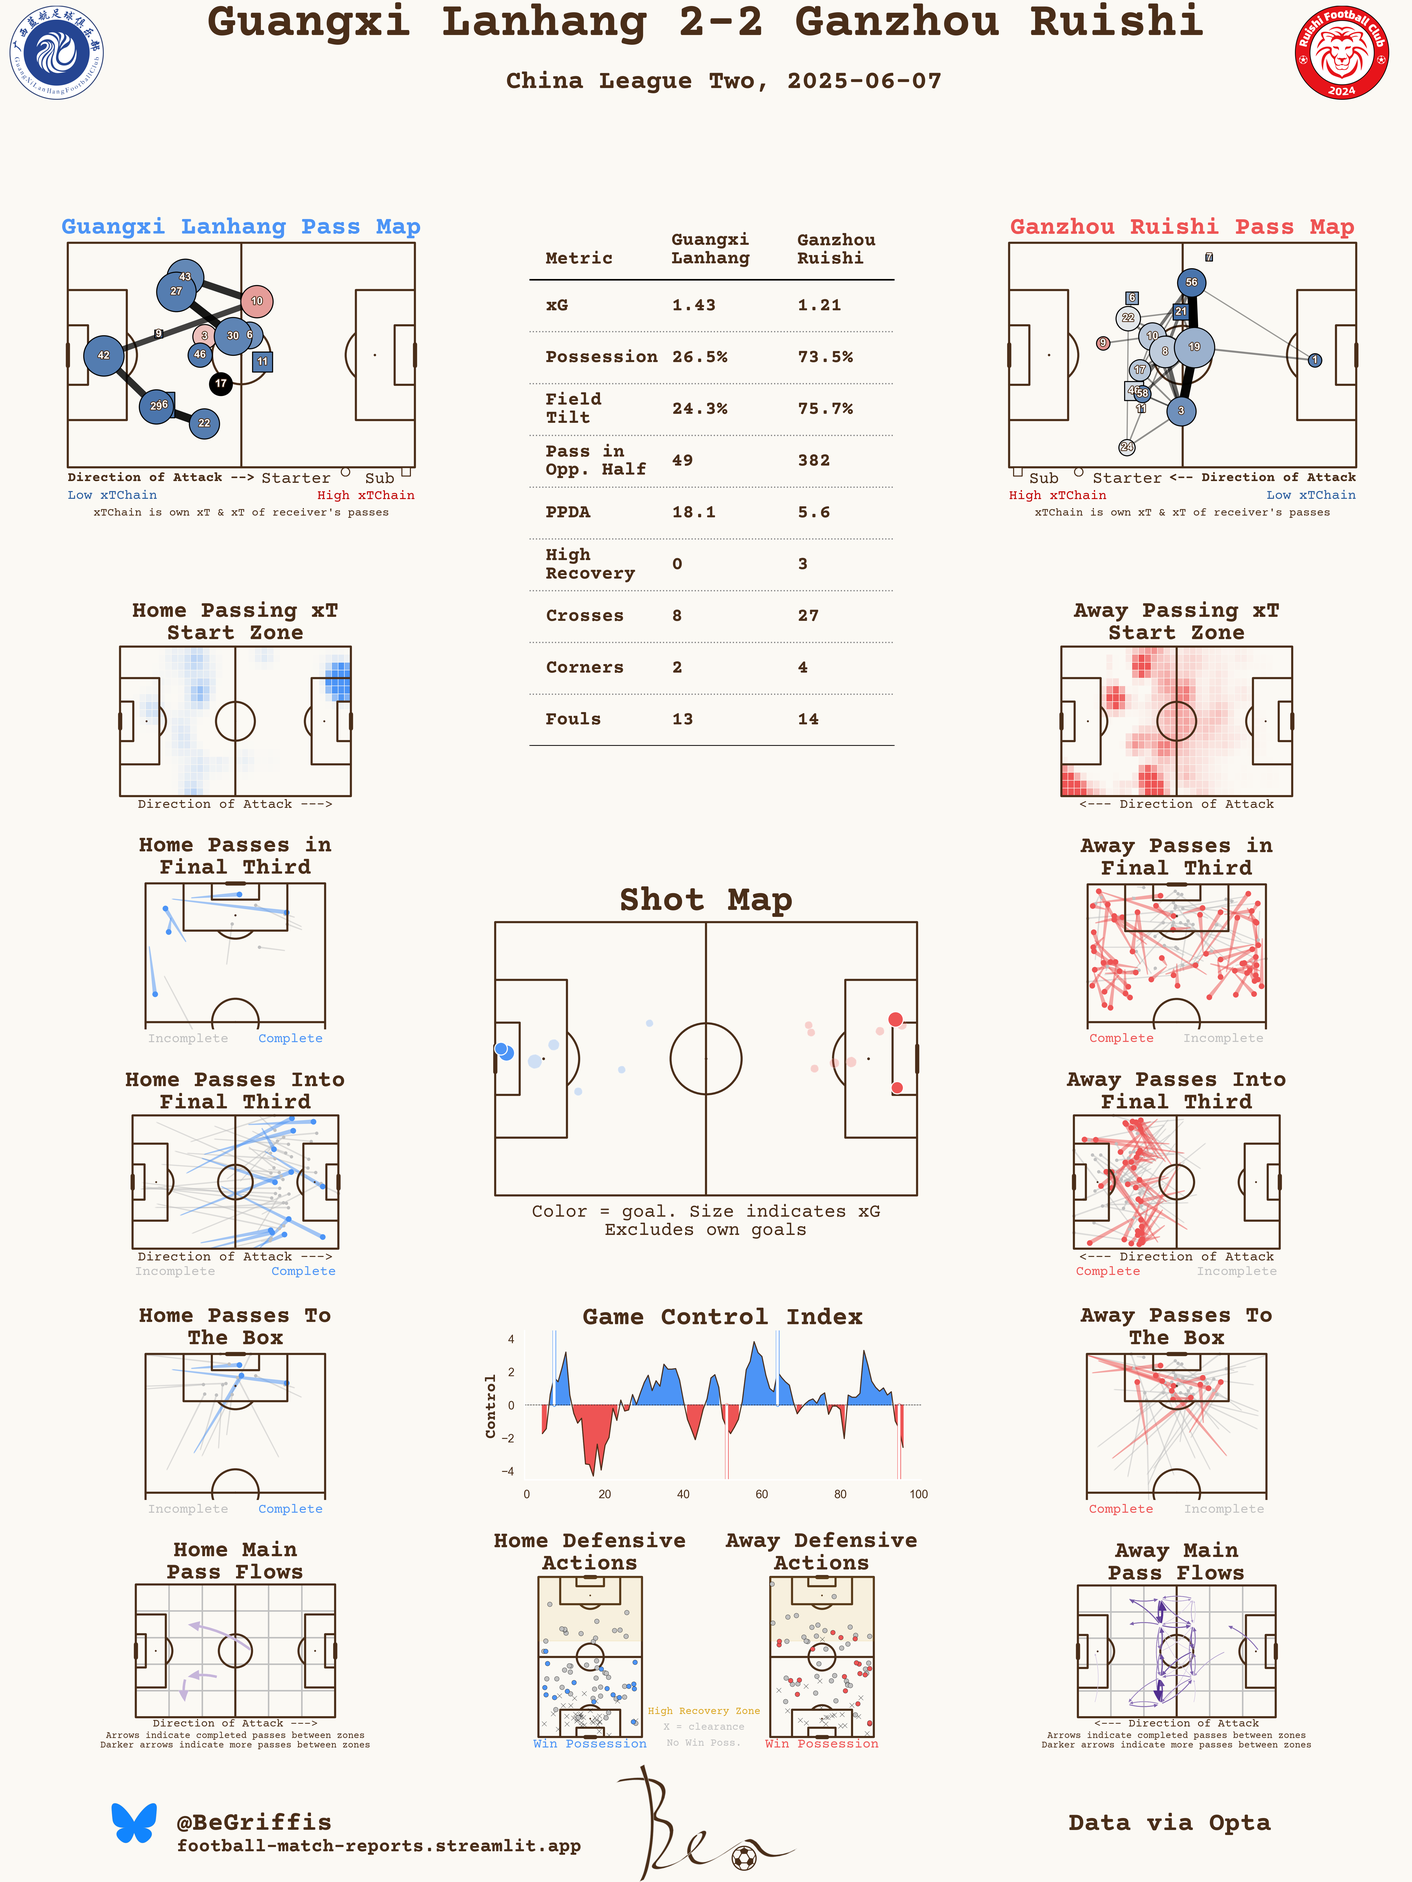 Guangxi Lanhang 2-2 Ganzhou Ruishi
China League Two, 2025-06-07
广西蓝航足球俱乐部
GuangXiLanHangFootballClub
Ruishi Football Club
2024
Guangxi Lanhang Pass Map
43
27
10
9
3
30
6
46
11
42
17
29
6
22
Direction of Attack --> Starter Sub
Low xTChain High xTChain
xTChain is own xT & xT of receiver's passes
Metric Guangxi Lanhang Ganzhou Ruishi
xG 1.43 1.21
Possession 26.5% 73.5%
Field Tilt 24.3% 75.7%
Pass in Opp. Half 49 382
PPDA 18.1 5.6
High Recovery 0 3
Crosses 8 27
Corners 2 4
Fouls 13 14
Ganzhou Ruishi Pass Map
7
56
6
21
22
10
9
8
19
1
17
58
11
3
24
Sub Starter <-- Direction of Attack
High xTChain Low xTChain
xTChain is own xT & xT of receiver's passes
Home Passing xT
Start Zone
Direction of Attack --->
Away Passing xT
Start Zone
<--- Direction of Attack
Home Passes in
Final Third
Incomplete Complete
Away Passes in
Final Third
Complete Incomplete
Shot Map
Color = goal. Size indicates xG
Excludes own goals
Home Passes Into
Final Third
Direction of Attack --->
Incomplete Complete
Away Passes Into
Final Third
<--- Direction of Attack
Complete Incomplete
Home Passes To
The Box
Incomplete Complete
Game Control Index
Control
4
2
0
−2
−4
0 20 40 60 80 100
Away Passes To
The Box
Complete Incomplete
Home Main
Pass Flows
Direction of Attack --->
Arrows indicate completed passes between zones
Darker arrows indicate more passes between zones
Home Defensive
Actions
Win Possession
High Recovery Zone
X = clearance
No Win Poss.
Away Defensive
Actions
Win Possession
Away Main
Pass Flows
<--- Direction of Attack
Arrows indicate completed passes between zones
Darker arrows indicate more passes between zones
@BeGriffis
football-match-reports.streamlit.app
Ben
Data via Opta